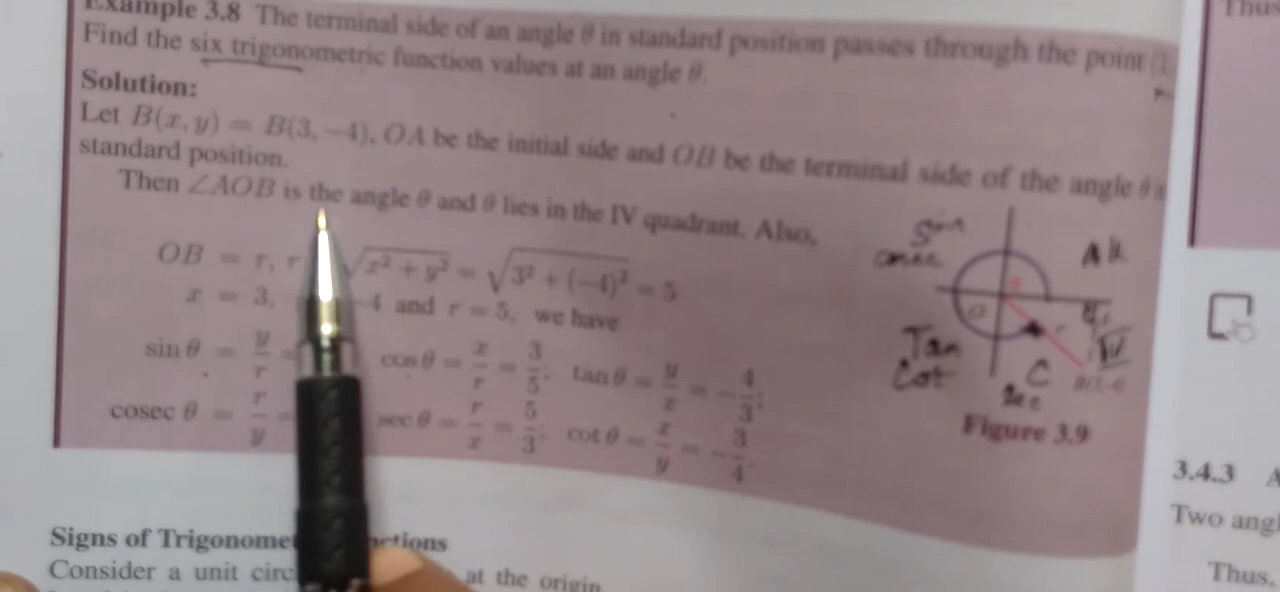 Example 3.8 The terminal side of an angle θ in standard position passes through the point
Find the six trigonometric function values at an angle θ.
Solution:
Let B(x, y) = B(3, −4), OA be the initial side and OB be the terminal side of the angle θ
standard position.
Then ∠AOB is the angle θ and θ lies in the IV quadrant. Also,
OB = r, r √x² + y² = √3² + (−4)² = 5
x = 3, −4 and r = 5, we have
sin θ = y/r = cos θ = x/r = 3/5; tan θ = y/x = −4/3;
cosec θ = r/y = sec θ = r/x = 5/3; cot θ = x/y = −3/4.
Sin
cosec
All
Tan
Cot
C
Sec
IV
O
r
B(3,−4)
Figure 3.9
Signs of Trigonome ctions
Consider a unit circ at the origin
Thus
3.4.3 A
Two angl
Thus,